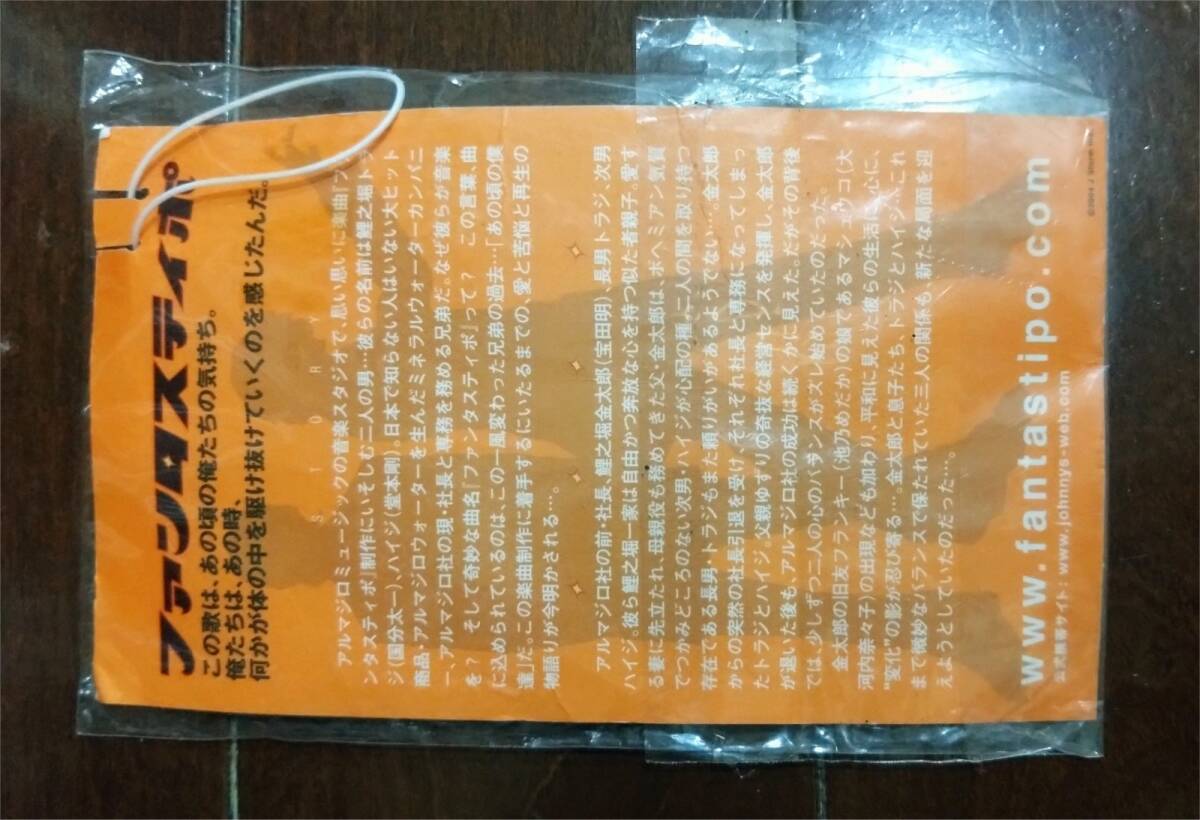 ファンタスティポ
この歌は、あの頃の俺たちの気持ち。
俺たちは、あの時、
何かが体の中を駆け抜けていくのを感じたんだ。
STORY
アルマジロミュージックの音楽スタジオで、思い思いに楽曲『ファ
ンタスティポ』制作にいそしむ二人の男…彼らの名前は鯉之堀トラ
ジ（国分太一）、ハイジ（堂本剛）。日本で知らない人はいない大ヒット
商品・アルマジロウォーターを生んだミネラルウォーターカンパニ
ー、アルマジロ社の現・社長と専務を務める兄弟だ。なぜ彼らが音楽
を？ そして奇妙な曲名『ファンタスティポ』って？ この言葉、曲
に込められているのは、この一風変わった兄弟の過去…「あの頃の僕
達」だ。この楽曲制作に着手するにいたるまでの、愛と苦悩と再生の
物語りが今明かされる…。
アルマジロ社の前・社長、鯉之堀金太郎（宝田明）、長男トラジ、次男
ハイジ。彼ら鯉之堀一家は自由かつ奔放な心を持つ似た者親子。愛す
る妻に先立たれ、母親役も務めてきた父・金太郎は、ボヘミアン気質
でつかみどころのない次男・ハイジが心配の種。二人の間を取り持つ
存在である長男・トラジもまた頼りがいがあるようでない…。金太郎
からの突然の社長引退を受け、それぞれ社長と専務になってしまっ
たトラジとハイジ。父親ゆずりの奇抜な経営センスを発揮し、金太郎
が退いた後も、アルマジロ社の成功は続くかに見えた。だがその背後
では、少しずつ二人の心のバランスがズレ始めていたのだった。
金太郎の旧友フランキー（池乃めだか）の娘であるマシュウコ（大
河内奈々子）の出現なども加わり、平和に見えた彼らの生活に、心に、
“変化”の影が忍び寄る…。金太郎と息子たち、トラジとハイジ、これ
まで微妙なバランスで保たれていた三人の関係も、新たな局面を迎
えようとしていたのだった…。
www.fantastipo.com
公式携帯サイト：www.johnnys-web.com